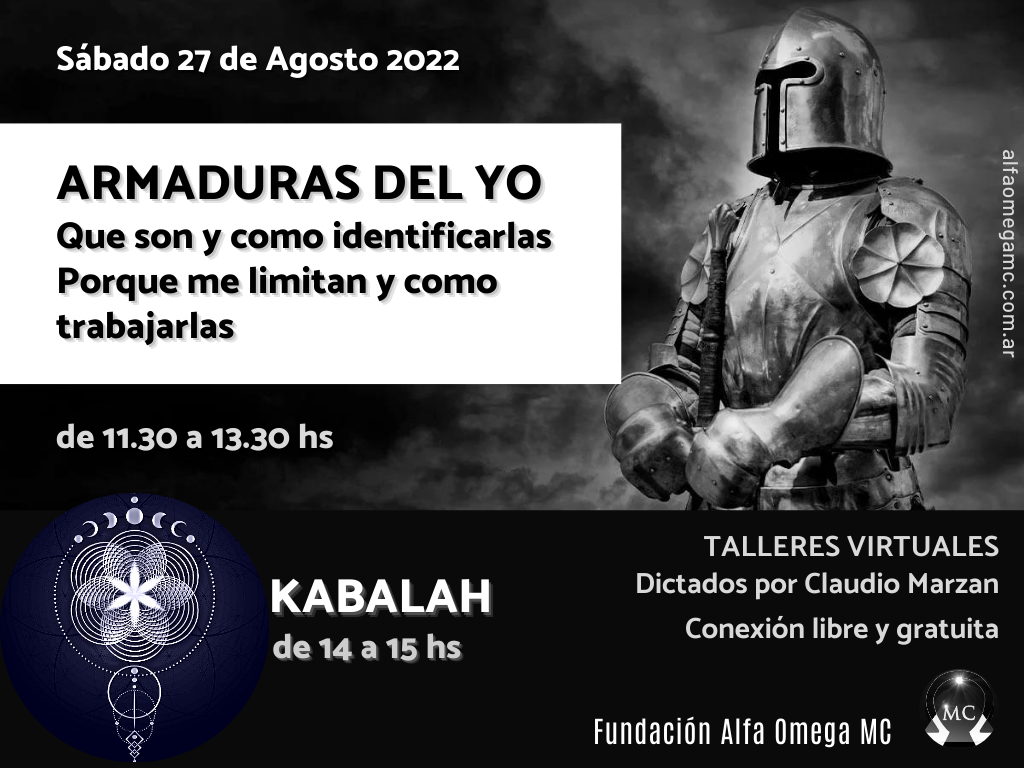 Sábado 27 de Agosto 2022
ARMADURAS DEL YO
Que son y como identificarlas
Porque me limitan y como
trabajarlas
de 11.30 a 13.30 hs
alfaomegamc.com.ar
KABALAH
de 14 a 15 hs
TALLERES VIRTUALES
Dictados por Claudio Marzan
Conexión libre y gratuita
Fundación Alfa Omega MC
MC